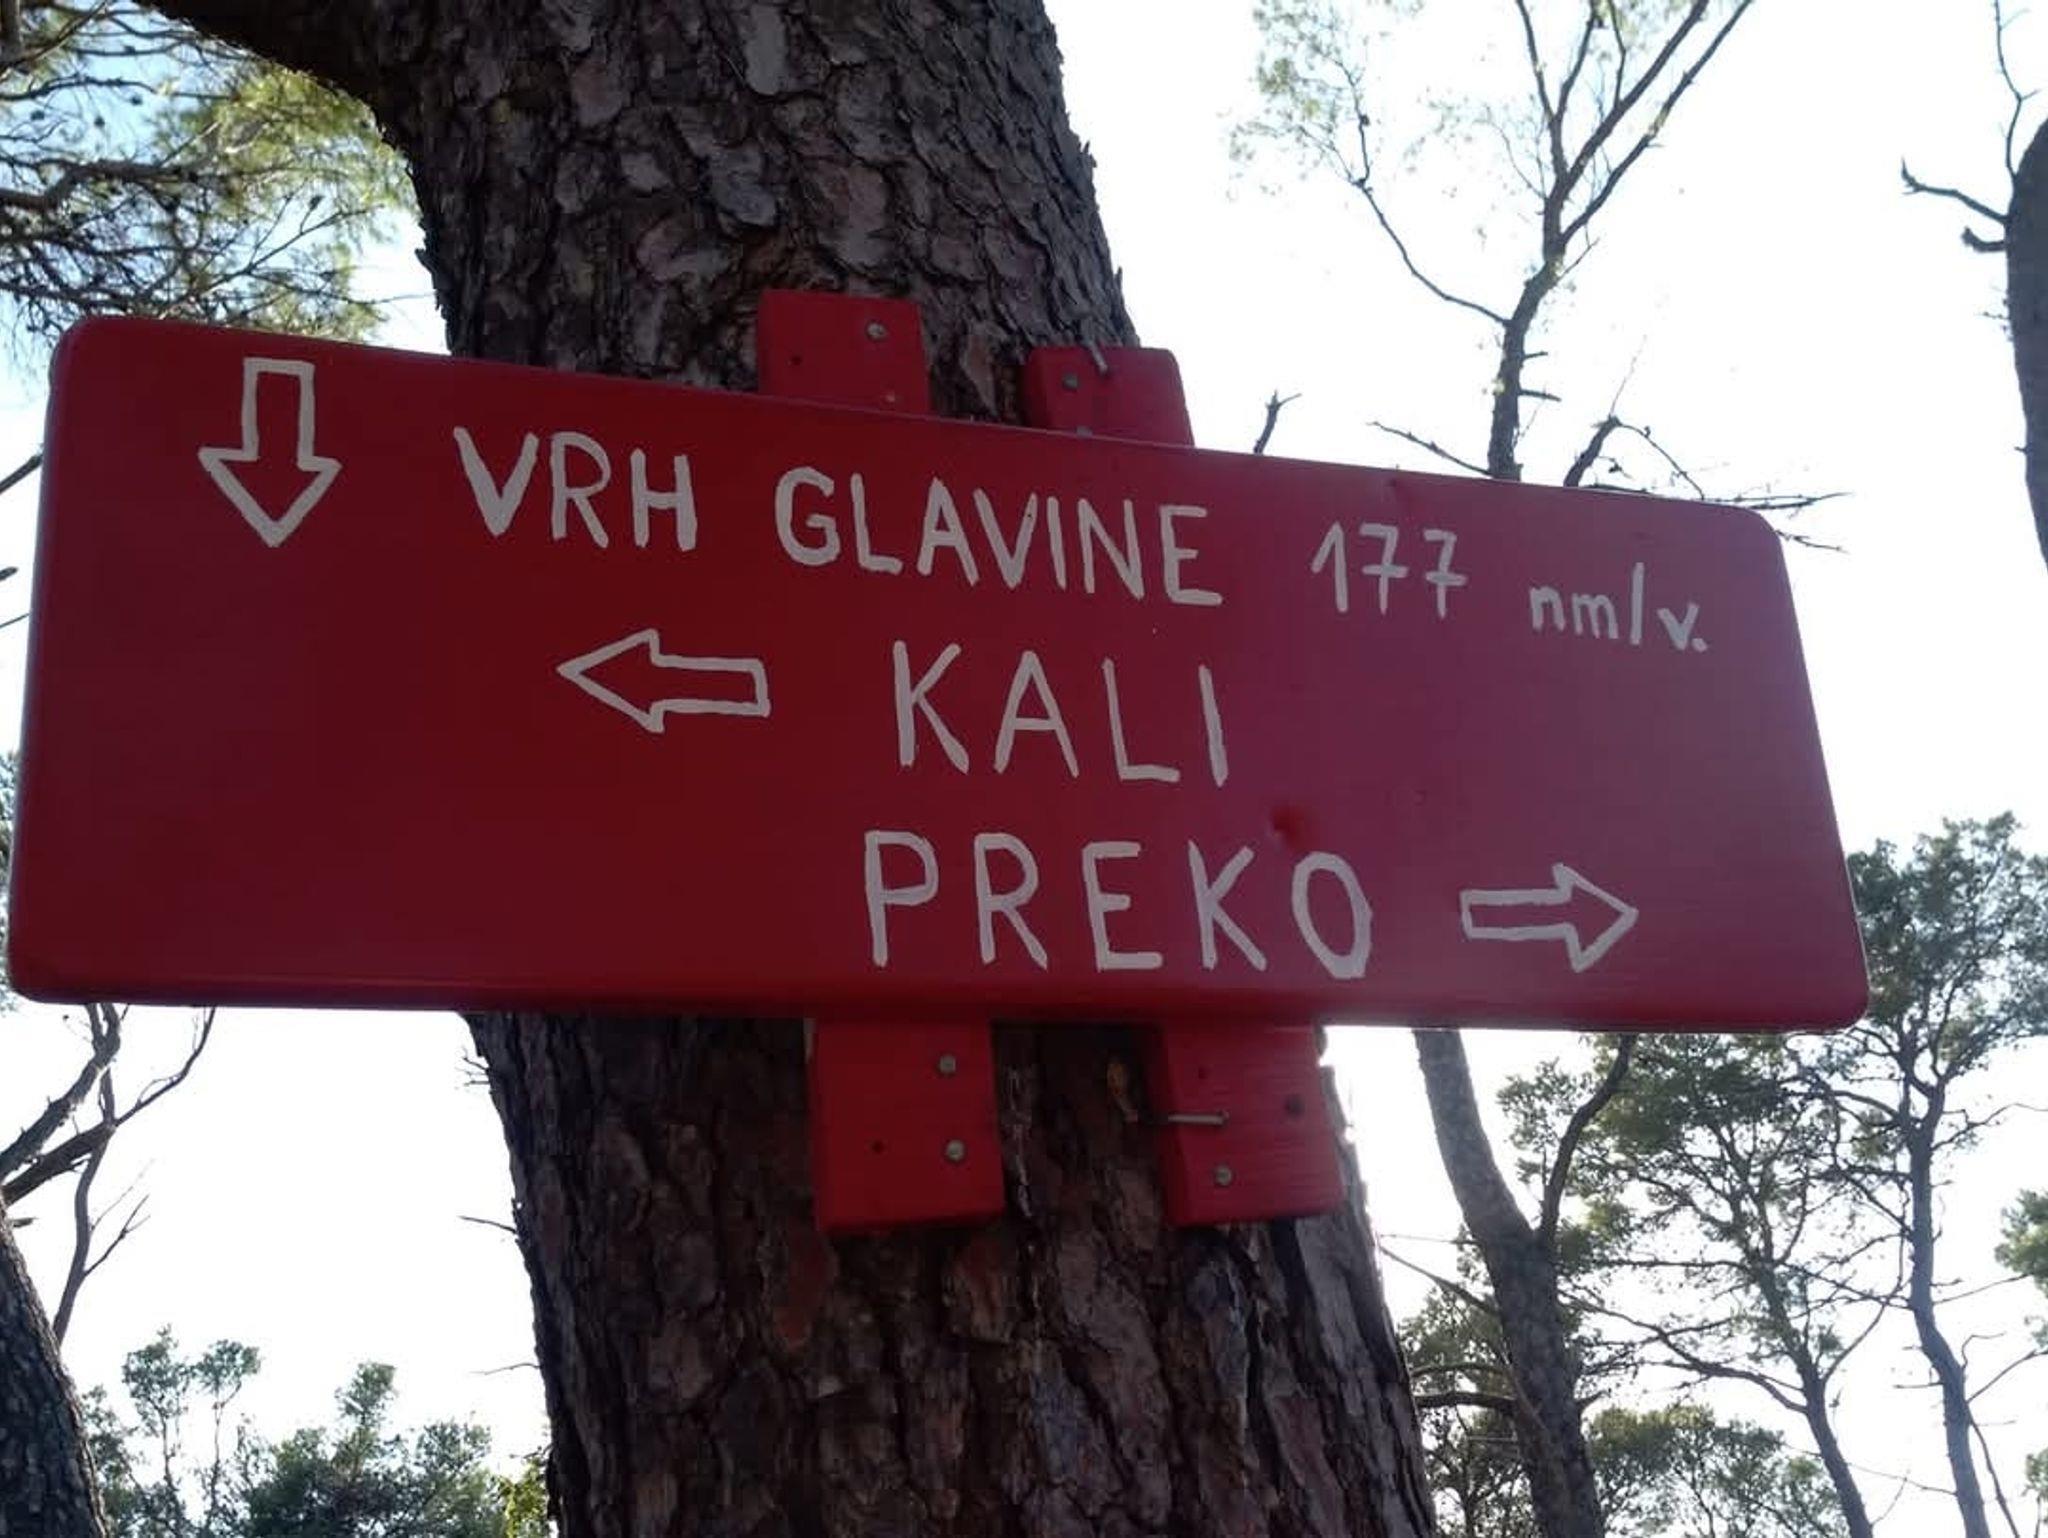 VRH GLAVINE 177 nm/v.
KALI
PREKO